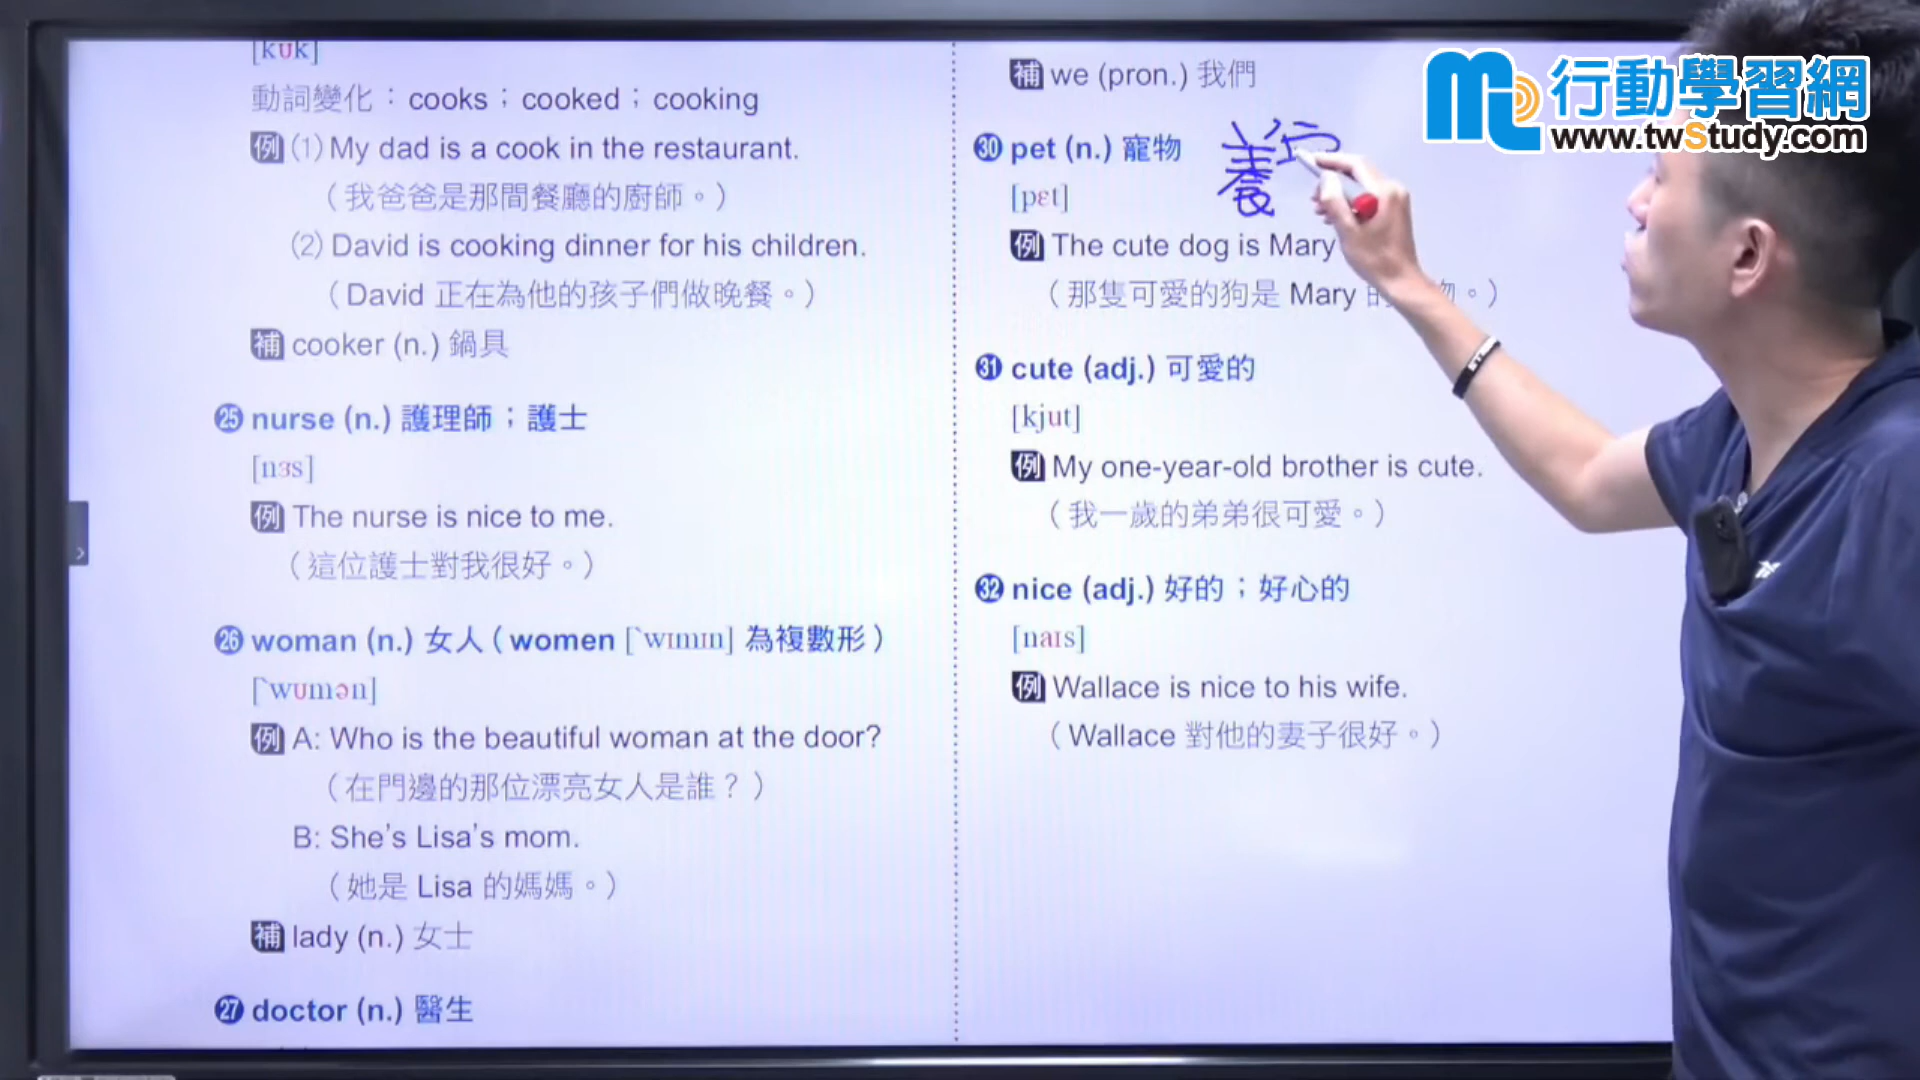 [kʊk]
動詞變化：cooks；cooked；cooking
例 (1) My dad is a cook in the restaurant.
（我爸爸是那間餐廳的廚師。）
(2) David is cooking dinner for his children.
（David 正在為他的孩子們做晚餐。）
補 cooker (n.) 鍋具
25 nurse (n.) 護理師；護士
[nɝs]
例 The nurse is nice to me.
（這位護士對我很好。）
26 woman (n.) 女人（women [ˋwɪmɪn] 為複數形）
[ˋwʊmən]
例 A: Who is the beautiful woman at the door?
（在門邊的那位漂亮女人是誰？）
B: She's Lisa's mom.
（她是 Lisa 的媽媽。）
補 lady (n.) 女士
27 doctor (n.) 醫生
補 we (pron.) 我們
30 pet (n.) 寵物
養
[pɛt]
例 The cute dog is Mary
（那隻可愛的狗是 Mary 的 物。）
31 cute (adj.) 可愛的
[kjut]
例 My one-year-old brother is cute.
（我一歲的弟弟很可愛。）
32 nice (adj.) 好的；好心的
[naɪs]
例 Wallace is nice to his wife.
（Wallace 對他的妻子很好。）
行動學習網
www.twStudy.com